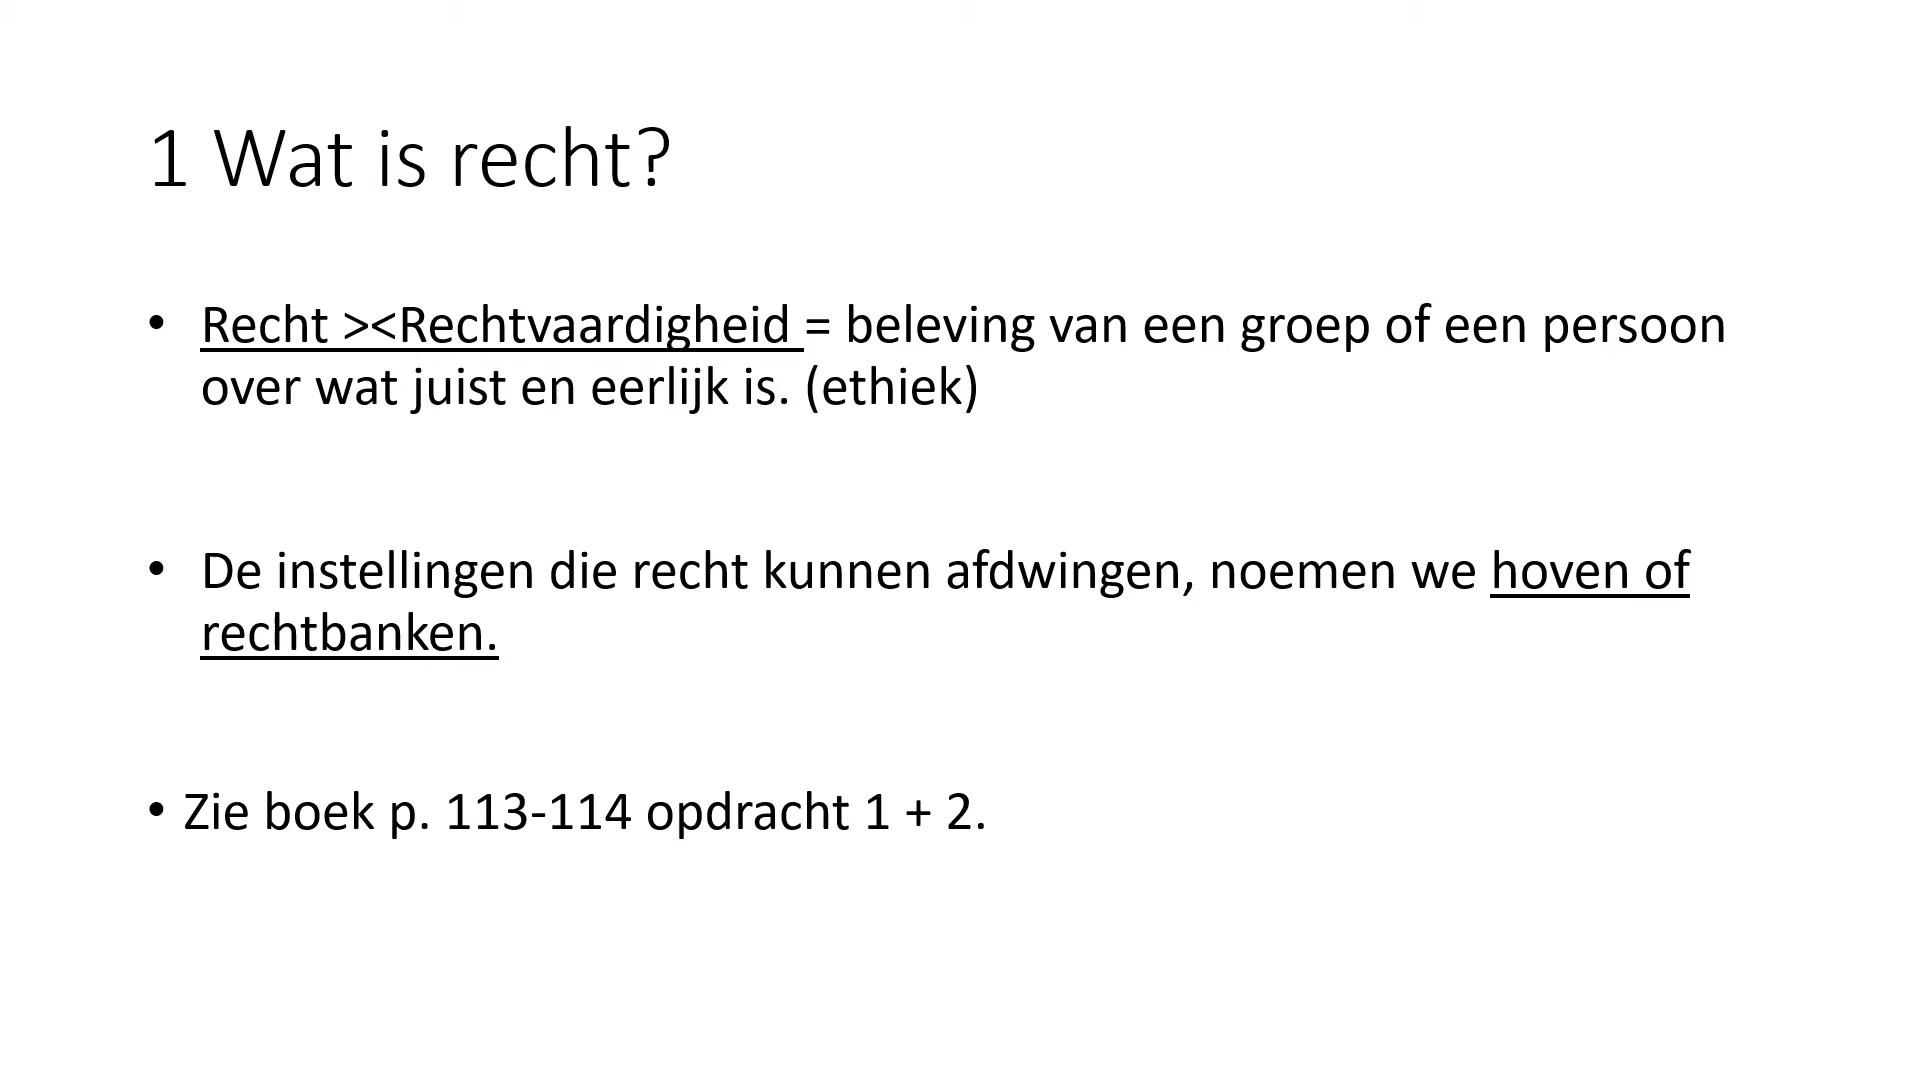 1 Wat is recht?
• Recht ><Rechtvaardigheid = beleving van een groep of een persoon
over wat juist en eerlijk is. (ethiek)
• De instellingen die recht kunnen afdwingen, noemen we hoven of
rechtbanken.
• Zie boek p. 113-114 opdracht 1 + 2.